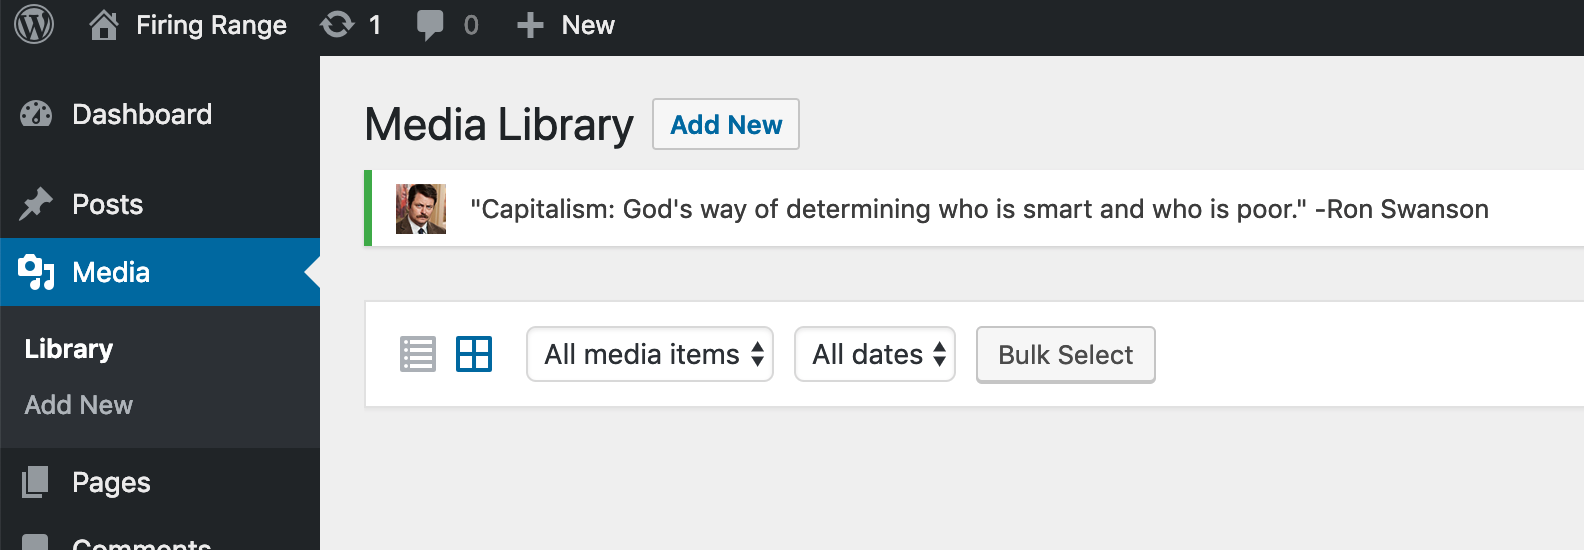 Firing Range 1 0 New
Dashboard
Posts
Media
Library
Add New
Pages
Comments
Media Library Add New
"Capitalism: God's way of determining who is smart and who is poor." -Ron Swanson
All media items All dates Bulk Select